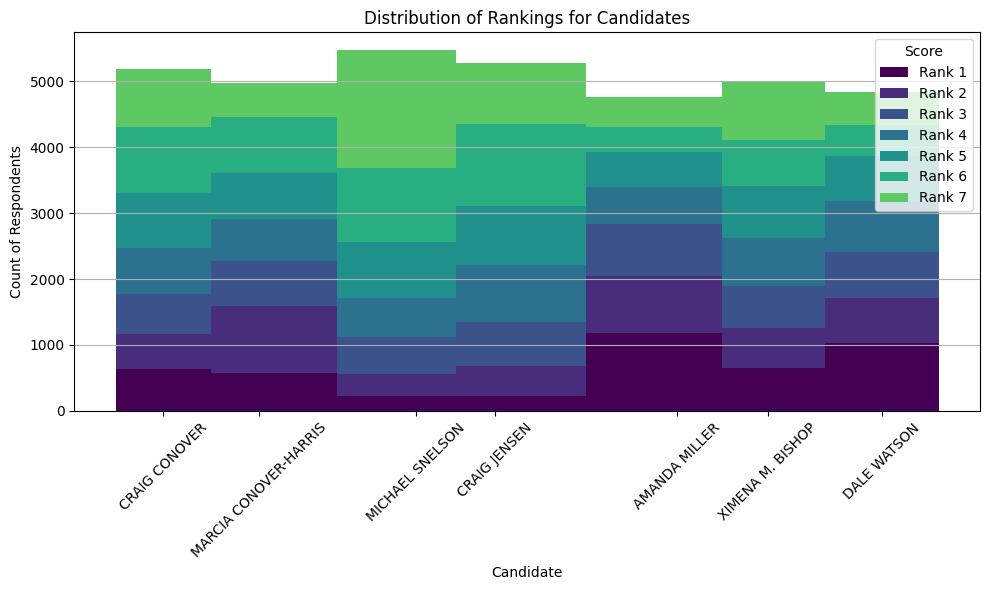 Distribution of Rankings for Candidates
Score
Rank 1
Rank 2
Rank 3
Rank 4
Rank 5
Rank 6
Rank 7
Count of Respondents
5000
4000
3000
2000
1000
0
CRAIG CONOVER
MARCIA CONOVER-HARRIS
MICHAEL SNELSON
CRAIG JENSEN
AMANDA MILLER
XIMENA M. BISHOP
DALE WATSON
Candidate